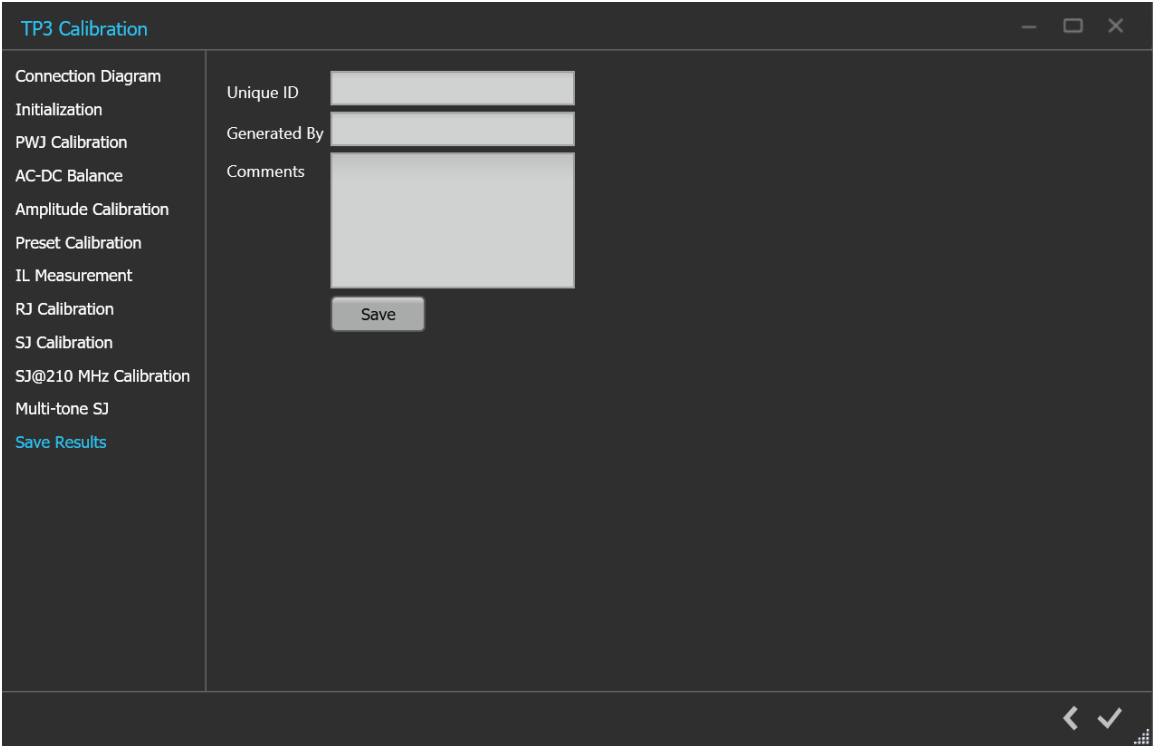 TP3 Calibration
Connection Diagram
Initialization
PWJ Calibration
AC-DC Balance
Amplitude Calibration
Preset Calibration
IL Measurement
RJ Calibration
SJ Calibration
SJ@210 MHz Calibration
Multi-tone SJ
Save Results
Unique ID
Generated By
Comments
Save